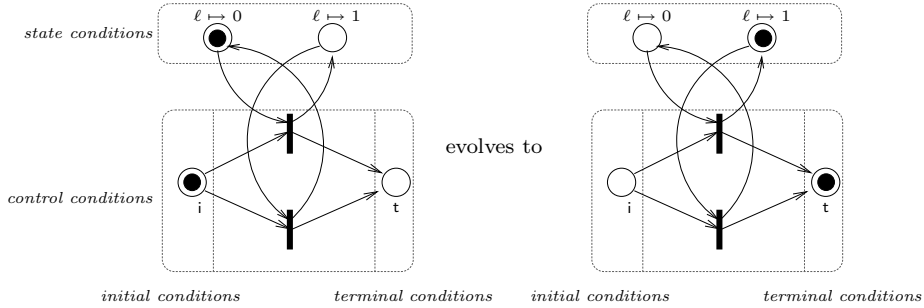 ℓ ↦ 0 ℓ ↦ 1 ℓ ↦ 0 ℓ ↦ 1
state conditions
evolves to
control conditions
i t i t
initial conditions terminal conditions initial conditions terminal conditions